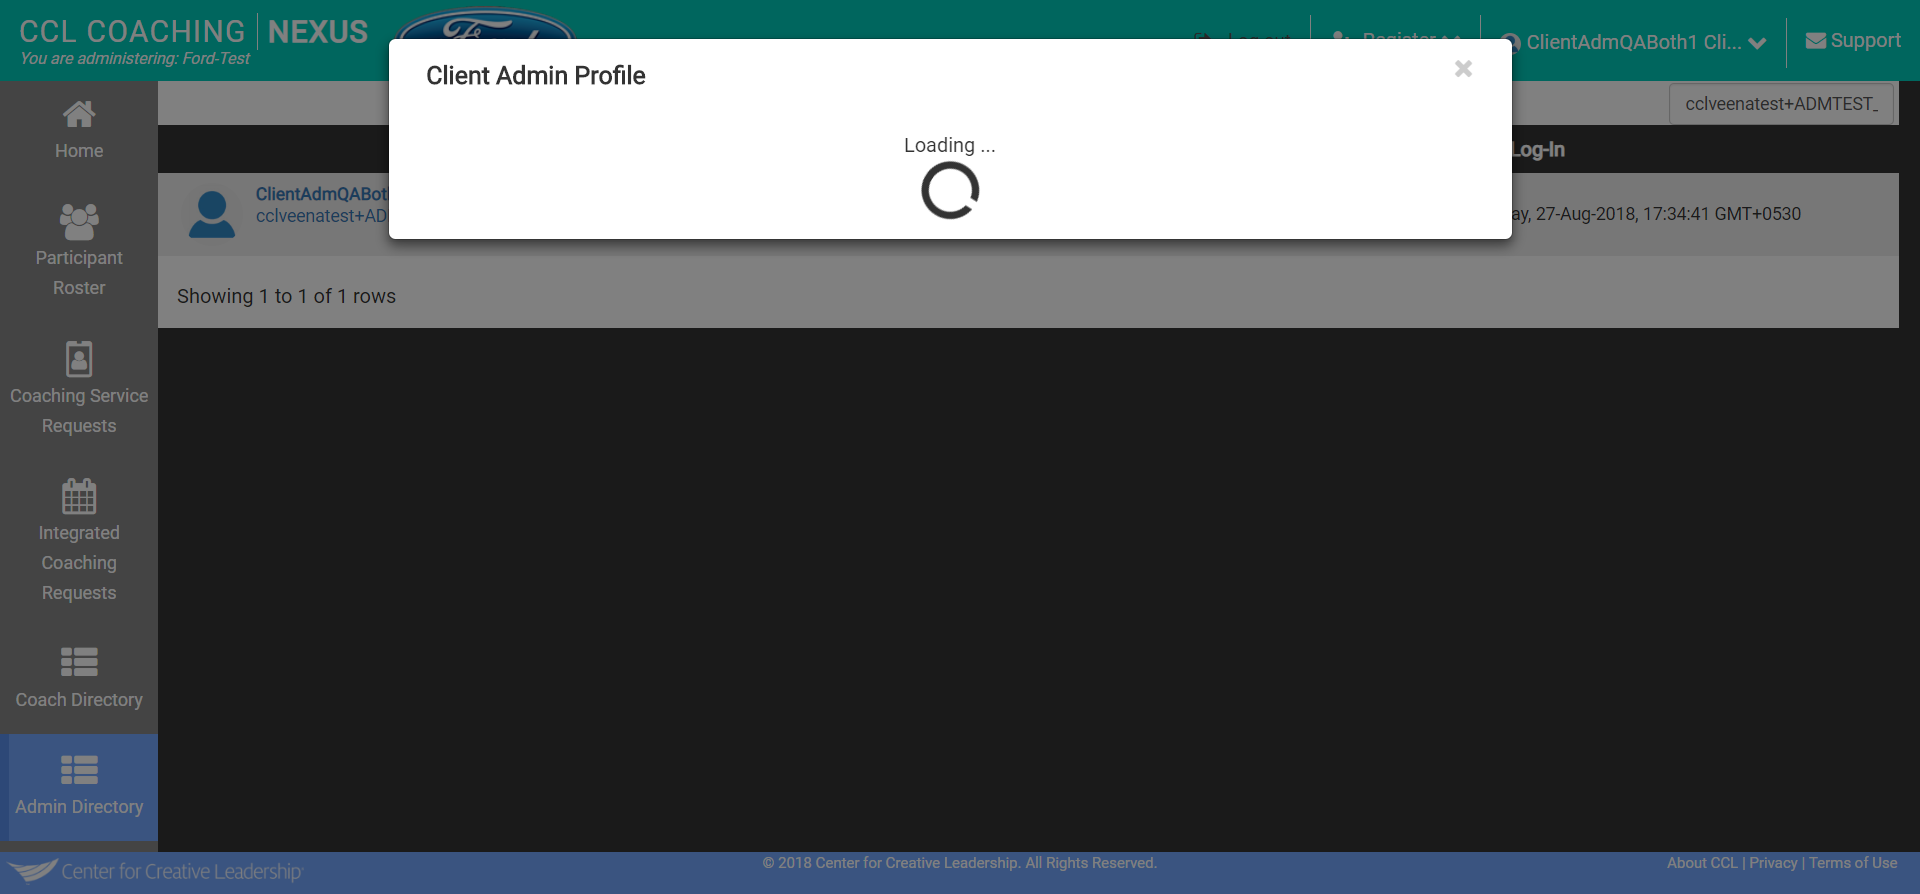 CCL COACHING NEXUS
You are administering: Ford-Test
Register
ClientAdmQABoth1 Cli...
Support
Client Admin Profile
Loading ...
cclveenatest+ADMTEST_
Log-In
Home
Participant
Roster
Coaching Service
Requests
Integrated
Coaching
Requests
Coach Directory
Admin Directory
ClientAdmQABot
cclveenatest+AD
ay, 27-Aug-2018, 17:34:41 GMT+0530
Showing 1 to 1 of 1 rows
Center for Creative Leadership
© 2018 Center for Creative Leadership. All Rights Reserved.
About CCL | Privacy | Terms of Use